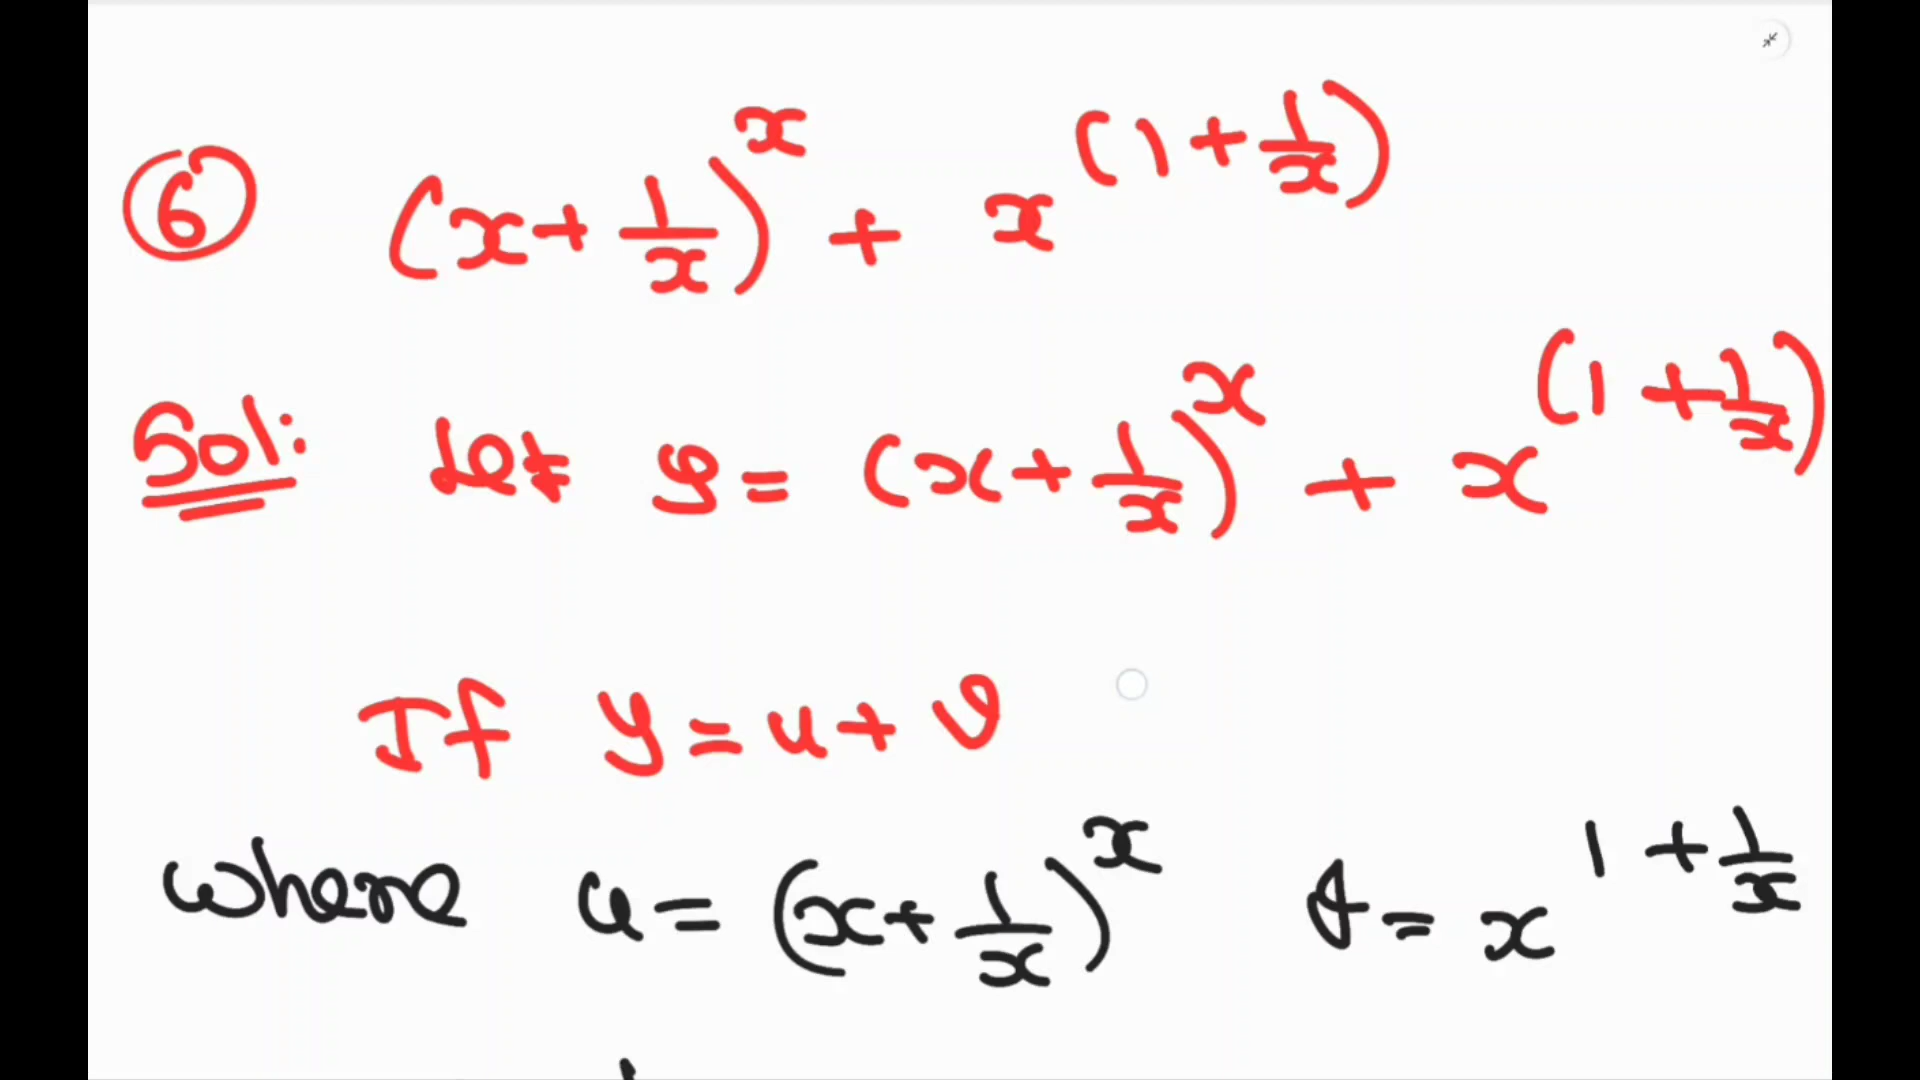 ⑥ (x + 1/x)^x + x^(1 + 1/x)
Sol: Let y = (x + 1/x)^x + x^(1 + 1/x)
If y = u + v
where u = (x + 1/x)^x v = x^1 + 1/x